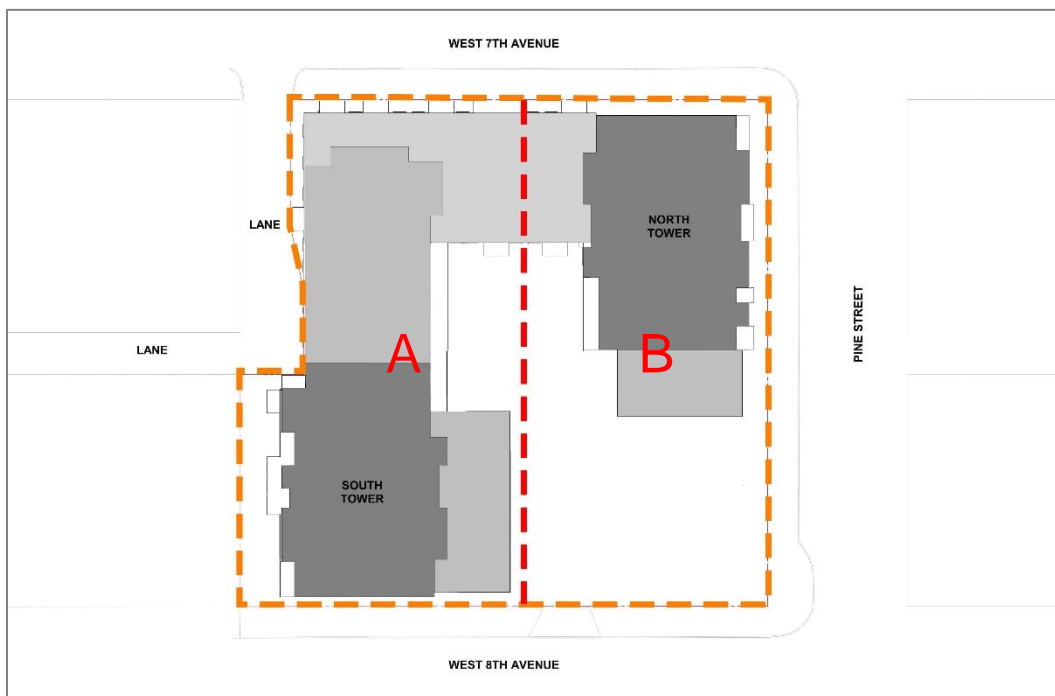 WEST 7TH AVENUE
LANE
NORTH
TOWER
PINE STREET
LANE
A
B
SOUTH
TOWER
WEST 8TH AVENUE